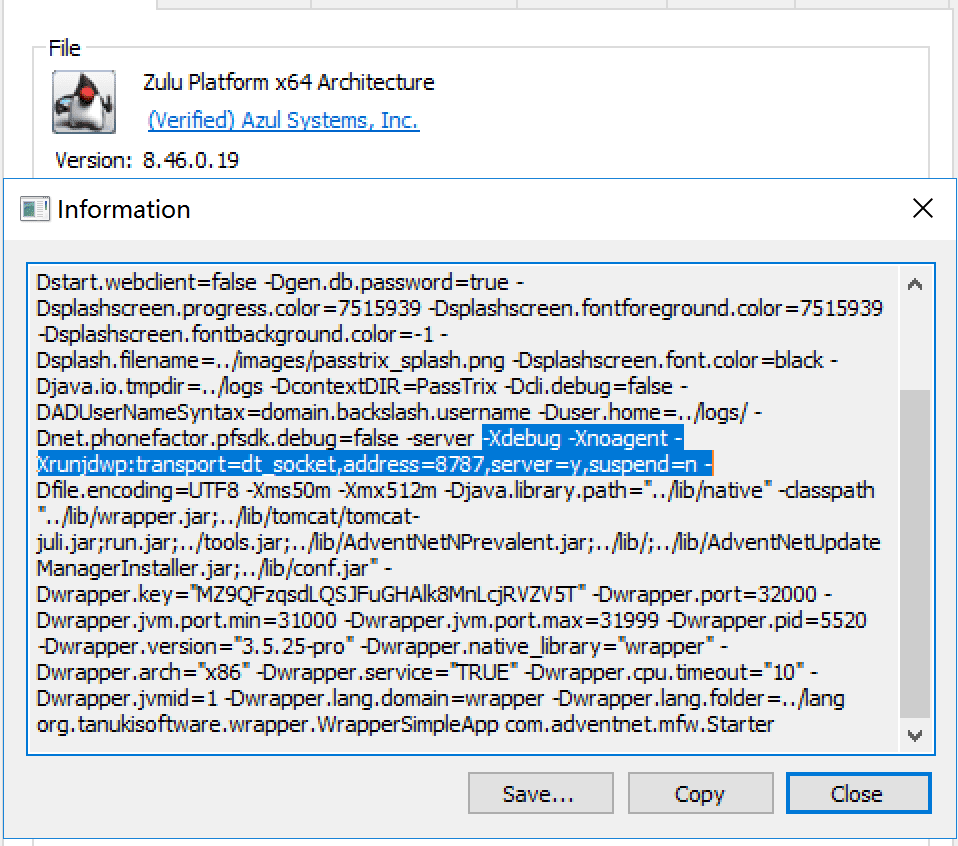 File
Zulu Platform x64 Architecture
(Verified) Azul Systems, Inc.
Version: 8.46.0.19
Information
Dstart.webclient=false -Dgen.db.password=true -
Dsplashscreen.progress.color=7515939 -Dsplashscreen.fontforeground.color=7515939
-Dsplashscreen.fontbackground.color=-1 -
Dsplash.filename=../images/passtrix_splash.png -Dsplashscreen.font.color=black -
Djava.io.tmpdir=../logs -DcontextDIR=PassTrix -Dcli.debug=false -
DADUserNameSyntax=domain.backslash.username -Duser.home=../logs/ -
Dnet.phonefactor.pfsdk.debug=false -server -Xdebug -Xnoagent -
Xrunjdwp:transport=dt_socket,address=8787,server=y,suspend=n -
Dfile.encoding=UTF8 -Xms50m -Xmx512m -Djava.library.path="../lib/native" -classpath
"../lib/wrapper.jar;../lib/tomcat/tomcat-
juli.jar;run.jar;../tools.jar;../lib/AdventNetNPrevalent.jar;../lib/;../lib/AdventNetUpdate
ManagerInstaller.jar;../lib/conf.jar" -
Dwrapper.key="MZ9QFzqsdLQSJFuGHAlk8MnLcjRVZV5T" -Dwrapper.port=32000 -
Dwrapper.jvm.port.min=31000 -Dwrapper.jvm.port.max=31999 -Dwrapper.pid=5520
-Dwrapper.version="3.5.25-pro" -Dwrapper.native_library="wrapper" -
Dwrapper.arch="x86" -Dwrapper.service="TRUE" -Dwrapper.cpu.timeout="10" -
Dwrapper.jvmid=1 -Dwrapper.lang.domain=wrapper -Dwrapper.lang.folder=../lang
org.tanukisoftware.wrapper.WrapperSimpleApp com.adventnet.mfw.Starter
Save...
Copy
Close